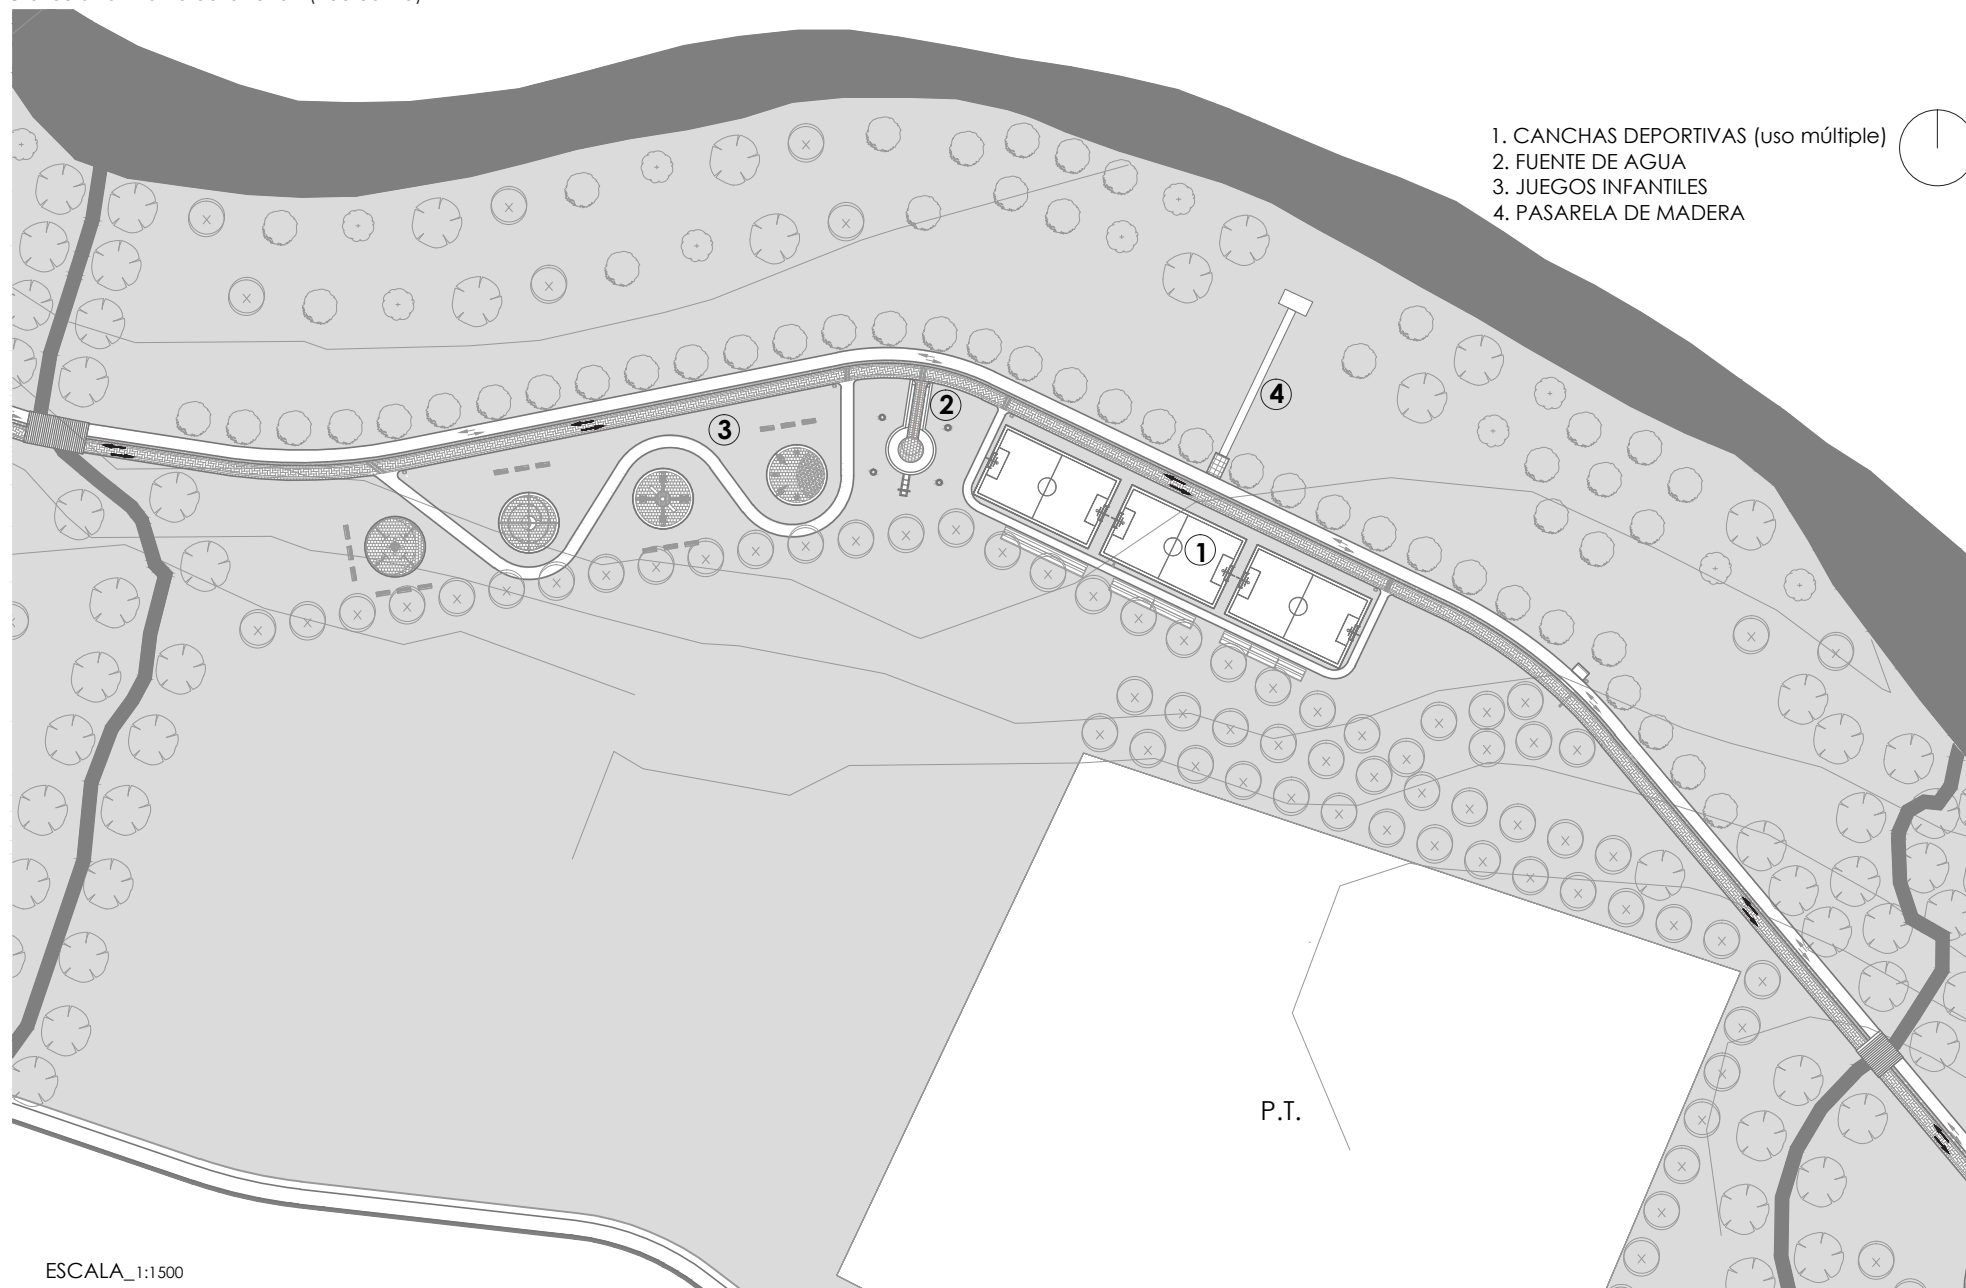 1. CANCHAS DEPORTIVAS (uso múltiple)
2. FUENTE DE AGUA
3. JUEGOS INFANTILES
4. PASARELA DE MADERA
4
2
3
1
P.T.
ESCALA_1:1500